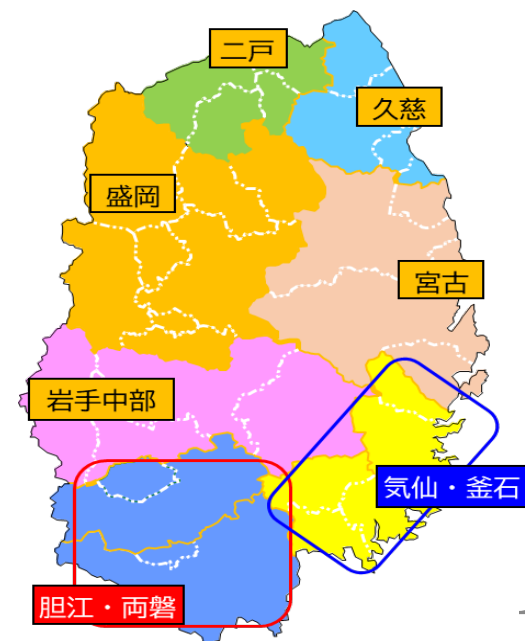 二戸
久慈
盛岡
宮古
岩手中部
気仙・釜石
胆江・両磐